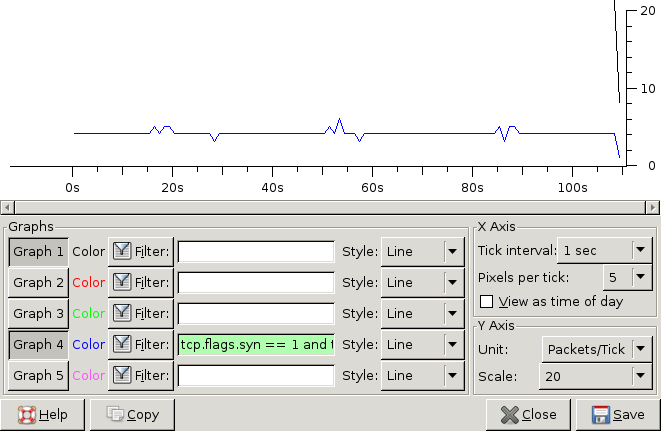 20
10
0
0s 20s 40s 60s 80s 100s
Graphs
Graph 1 Color Filter: Style: Line
Graph 2 Color Filter: Style: Line
Graph 3 Color Filter: Style: Line
Graph 4 Color Filter: tcp.flags.syn == 1 and t Style: Line
Graph 5 Color Filter: Style: Line
X Axis
Tick interval: 1 sec
Pixels per tick: 5
View as time of day
Y Axis
Unit: Packets/Tick
Scale: 20
Help Copy Close Save